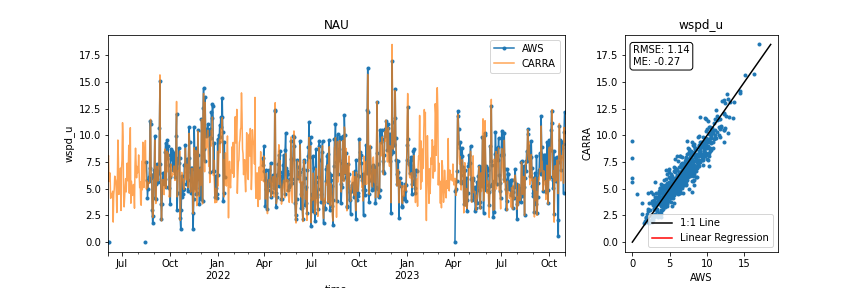 NAU
wspd_u
AWS
CARRA
17.5
15.0
12.5
10.0
7.5
5.0
2.5
0.0
Jul
Oct
Jan
2022
Apr
Jul
Oct
Jan
2023
Apr
Jul
Oct
time
wspd_u
RMSE: 1.14
ME: -0.27
CARRA
17.5
15.0
12.5
10.0
7.5
5.0
2.5
0.0
1:1 Line
Linear Regression
0
5
10
15
AWS